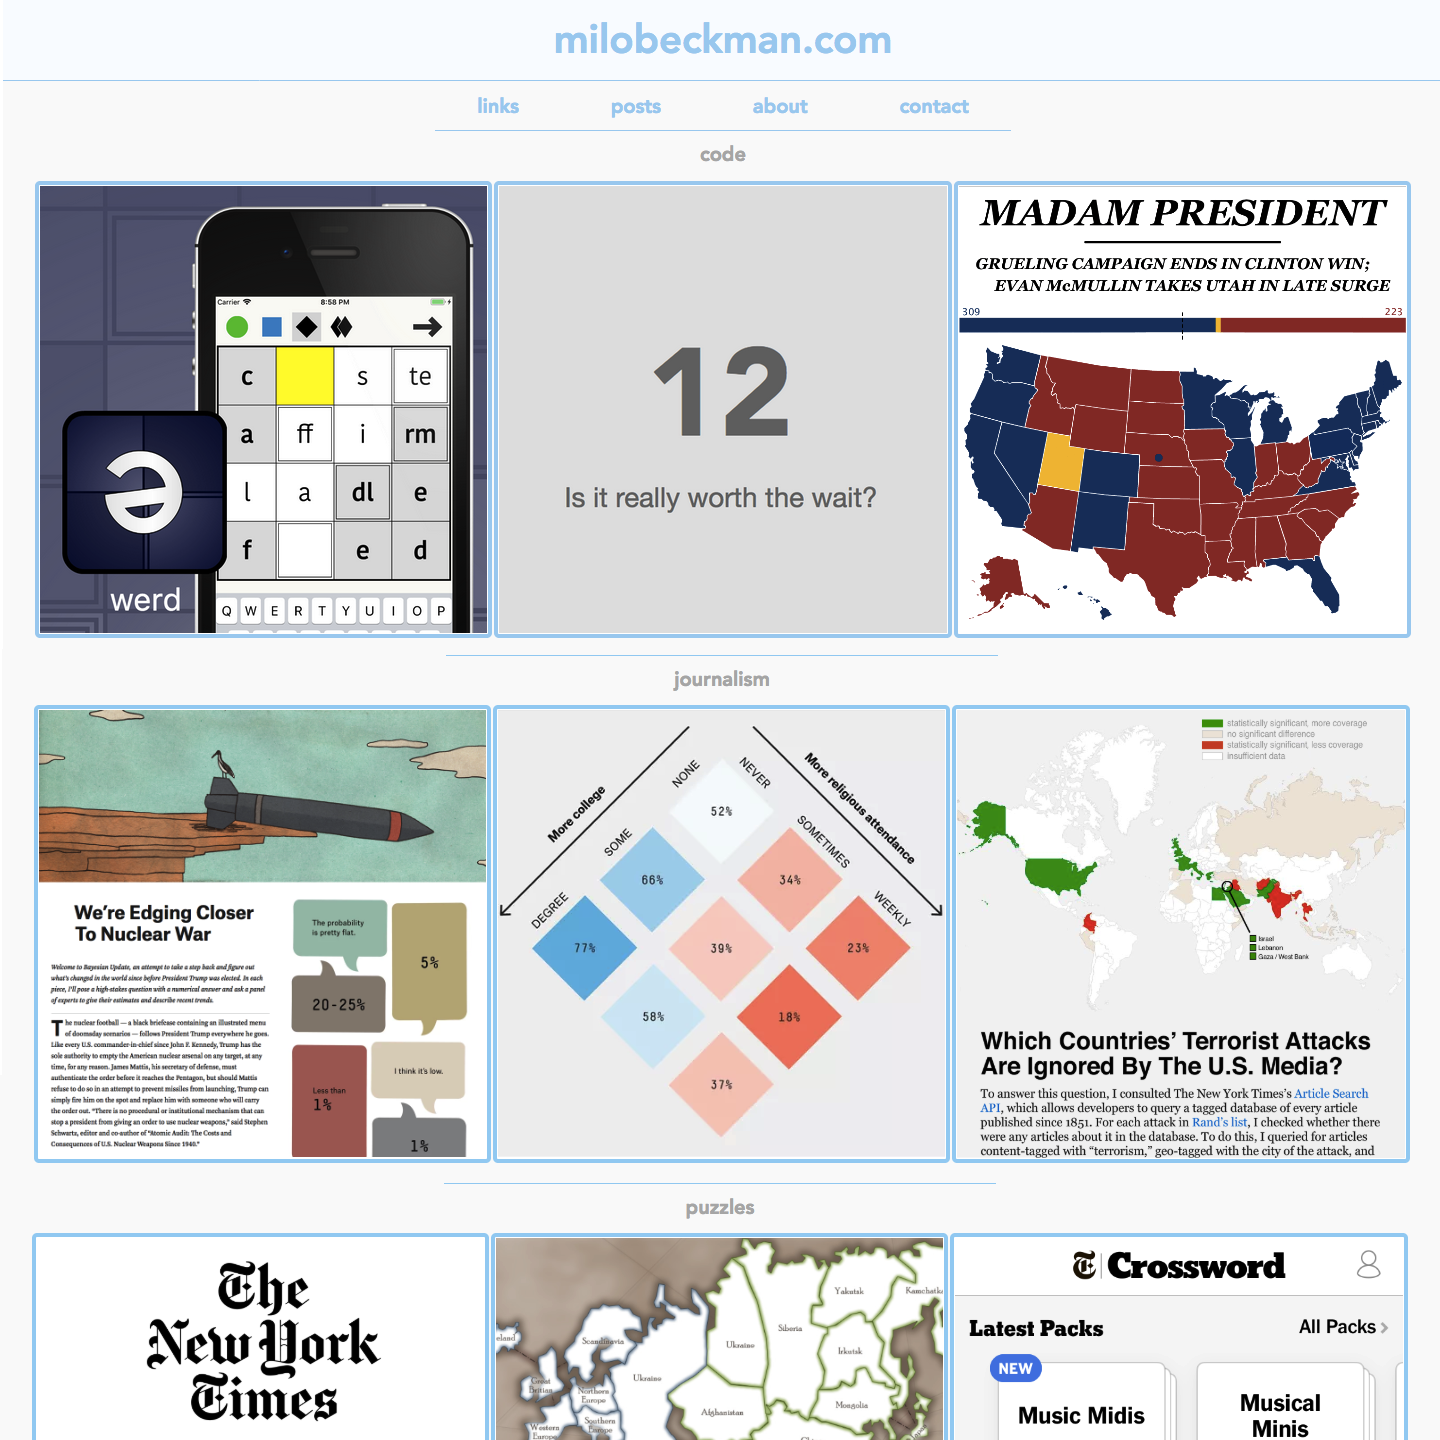 milobeckman.com
links posts about contact
code
Carrier 8:58 PM
c s te
a ff i rm
l a dl e
f e d
Q W E R T Y U I O P
ə
werd
12
Is it really worth the wait?
MADAM PRESIDENT
GRUELING CAMPAIGN ENDS IN CLINTON WIN;
EVAN McMULLIN TAKES UTAH IN LATE SURGE
309 223
journalism
We're Edging Closer
To Nuclear War
Welcome to Bayesian Update, an attempt to take a step back and figure out
what's changed in the world since before President Trump was elected. In each
piece, I'll pose a high-stakes question with a numerical answer and ask a panel
of experts to give their estimates and describe recent trends.
The nuclear football — a black briefcase containing an illustrated menu
of doomsday scenarios — follows President Trump everywhere he goes.
Like every U.S. commander-in-chief since John F. Kennedy, Trump has the
sole authority to empty the American nuclear arsenal on any target, at any
time, for any reason. James Mattis, his secretary of defense, must
authenticate the order before it reaches the Pentagon, but should Mattis
refuse to do so in an attempt to prevent missiles from launching, Trump can
simply fire him on the spot and replace him with someone who will carry
the order out. "There is no procedural or institutional mechanism that can
stop a president from giving an order to use nuclear weapons," said Stephen
Schwartz, editor and co-author of "Atomic Audit: The Costs and
Consequences of U.S. Nuclear Weapons Since 1940."
The probability
is pretty flat.
5%
20-25%
I think it's low.
Less than
1%
1%
More college
More religious attendance
NONE NEVER
SOME SOMETIMES
DEGREE WEEKLY
52%
66% 34%
77% 39% 23%
58% 18%
37%
statistically significant, more coverage
no significant difference
statistically significant, less coverage
insufficient data
Israel
Lebanon
Gaza / West Bank
Which Countries' Terrorist Attacks
Are Ignored By The U.S. Media?
To answer this question, I consulted The New York Times's Article Search
API, which allows developers to query a tagged database of every article
published since 1851. For each attack in Rand's list, I checked whether there
were any articles about it in the database. To do this, I queried for articles
content-tagged with "terrorism," geo-tagged with the city of the attack, and
puzzles
The
New York
Times
eland
Scandinavia
Great
Britian
Northern
Europe
Western
Europe
Southern
Europe
Ukraine
Ukraine
Siberia
Yakutsk
Kamchatk
Irkutsk
Mongolia
Afghanistan
T Crossword
Latest Packs All Packs >
NEW
Music Midis
Musical
Minis